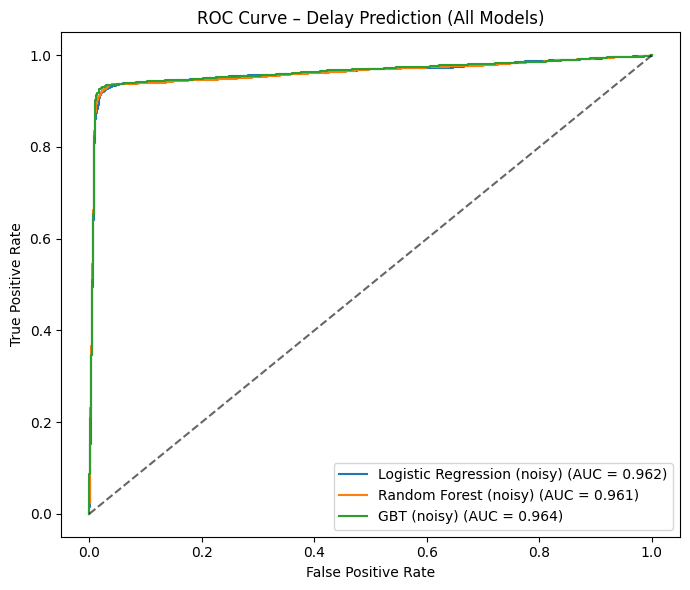 ROC Curve – Delay Prediction (All Models)
True Positive Rate
1.0
0.8
0.6
0.4
0.2
0.0
Logistic Regression (noisy) (AUC = 0.962)
Random Forest (noisy) (AUC = 0.961)
GBT (noisy) (AUC = 0.964)
0.0 0.2 0.4 0.6 0.8 1.0
False Positive Rate